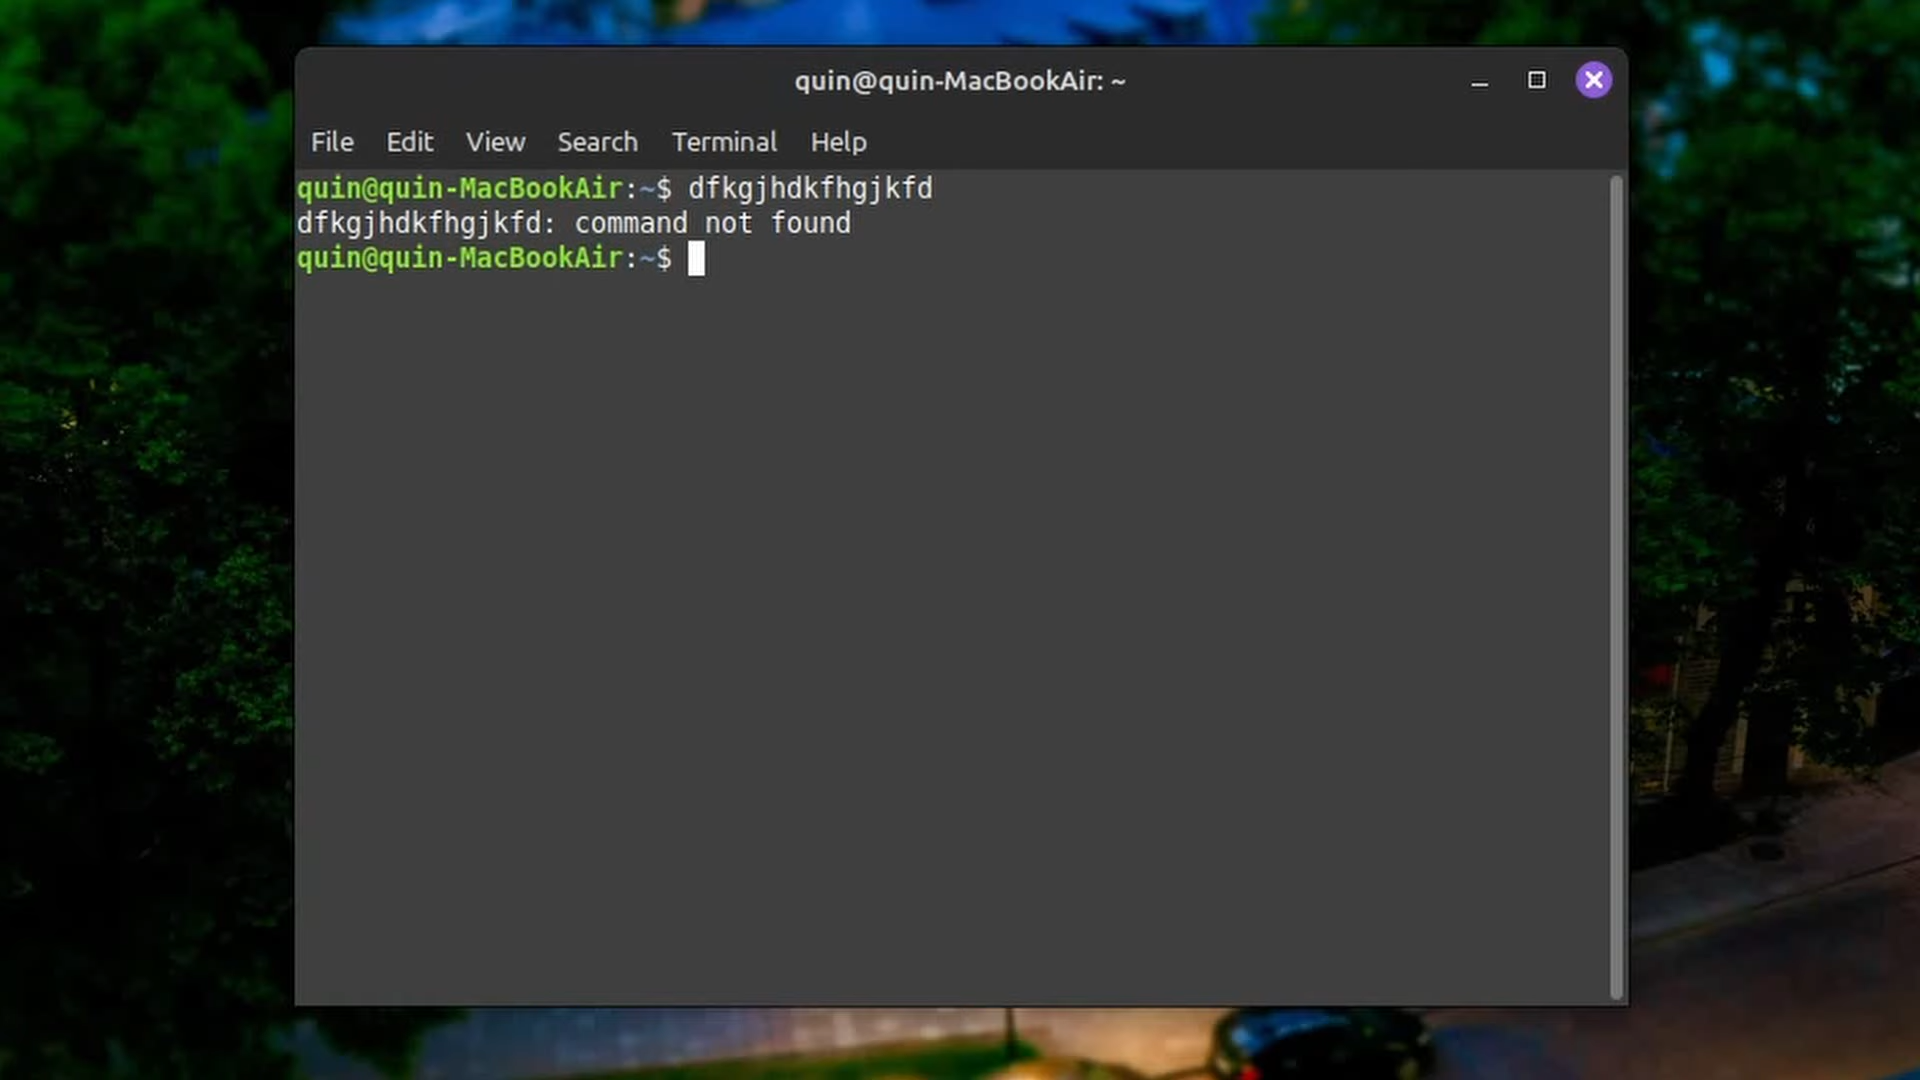 quin@quin-MacBookAir: ~
File Edit View Search Terminal Help
quin@quin-MacBookAir:~$ dfkgjhdkfhgjkfd
dfkgjhdkfhgjkfd: command not found
quin@quin-MacBookAir:~$